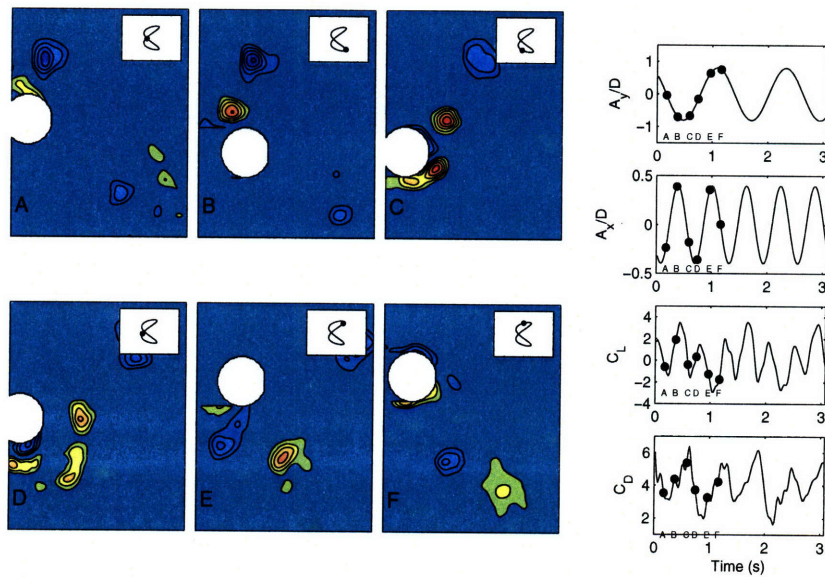 A
B
C
D
E
F
A_y/D
1
0
−1
A B C D E F
0 1 2 3
A_x/D
0.5
0
−0.5
A B C D E F
0 1 2 3
C_L
4
2
0
−2
−4
A B C D E F
0 1 2 3
C_D
6
4
2
A B C D E F
0 1 2 3
Time (s)